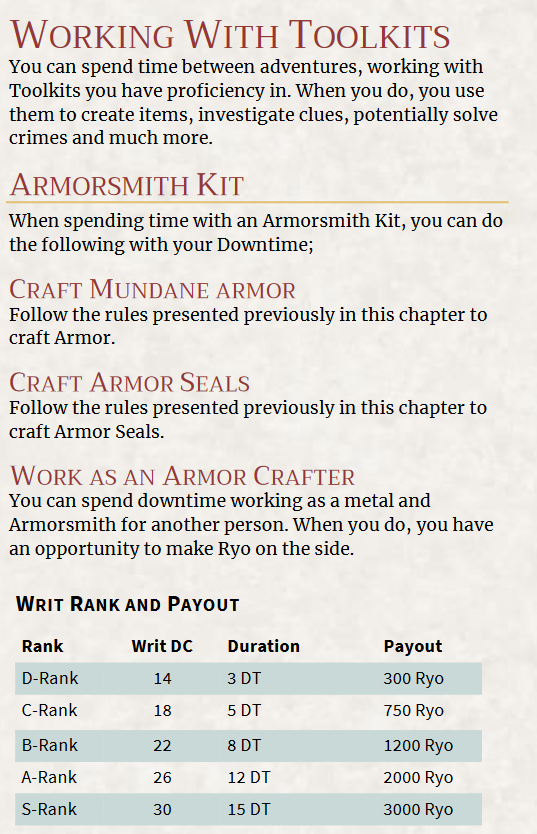 Working With Toolkits
You can spend time between adventures, working with
Toolkits you have proficiency in. When you do, you use
them to create items, investigate clues, potentially solve
crimes and much more.
Armorsmith Kit
When spending time with an Armorsmith Kit, you can do
the following with your Downtime;
Craft Mundane armor
Follow the rules presented previously in this chapter to
craft Armor.
Craft Armor Seals
Follow the rules presented previously in this chapter to
craft Armor Seals.
Work as an Armor Crafter
You can spend downtime working as a metal and
Armorsmith for another person. When you do, you have
an opportunity to make Ryo on the side.
Writ Rank and Payout
Rank Writ DC Duration Payout
D-Rank 14 3 DT 300 Ryo
C-Rank 18 5 DT 750 Ryo
B-Rank 22 8 DT 1200 Ryo
A-Rank 26 12 DT 2000 Ryo
S-Rank 30 15 DT 3000 Ryo